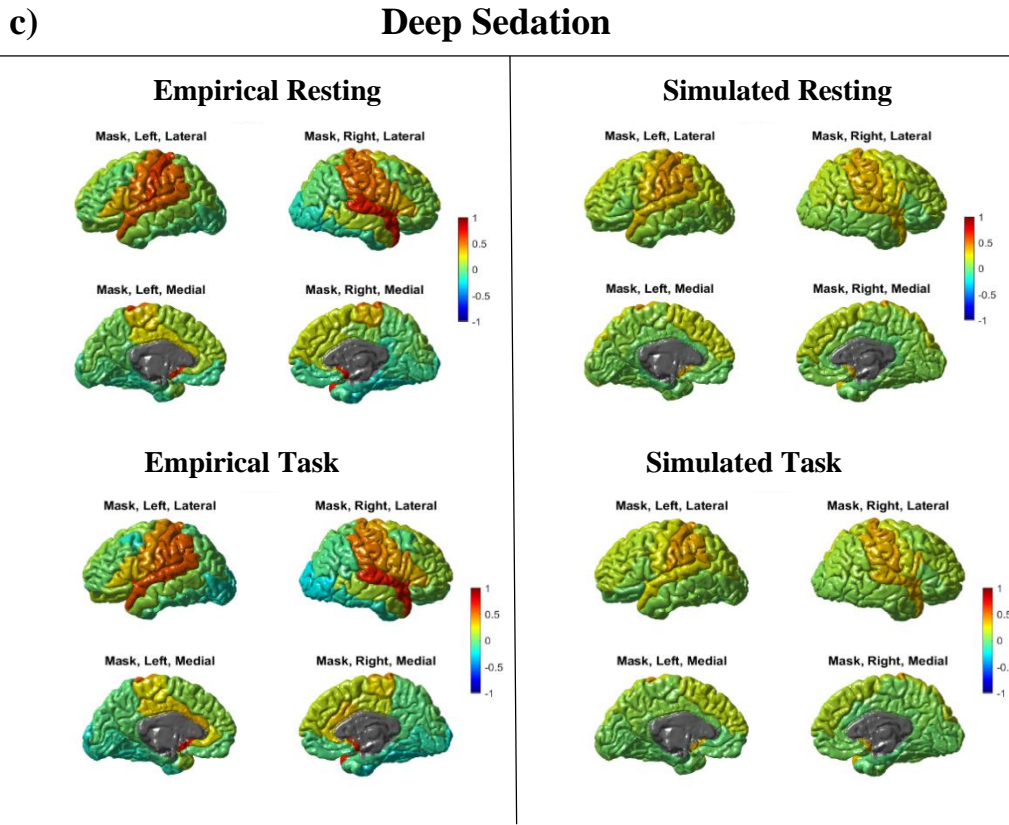 c) Deep Sedation
Empirical Resting
Mask, Left, Lateral Mask, Right, Lateral
1
0.5
0
-0.5
-1
Mask, Left, Medial Mask, Right, Medial
Simulated Resting
Mask, Left, Lateral Mask, Right, Lateral
1
0.5
0
-0.5
-1
Mask, Left, Medial Mask, Right, Medial
Empirical Task
Mask, Left, Lateral Mask, Right, Lateral
1
0.5
0
-0.5
-1
Mask, Left, Medial Mask, Right, Medial
Simulated Task
Mask, Left, Lateral Mask, Right, Lateral
1
0.5
0
-0.5
-1
Mask, Left, Medial Mask, Right, Medial